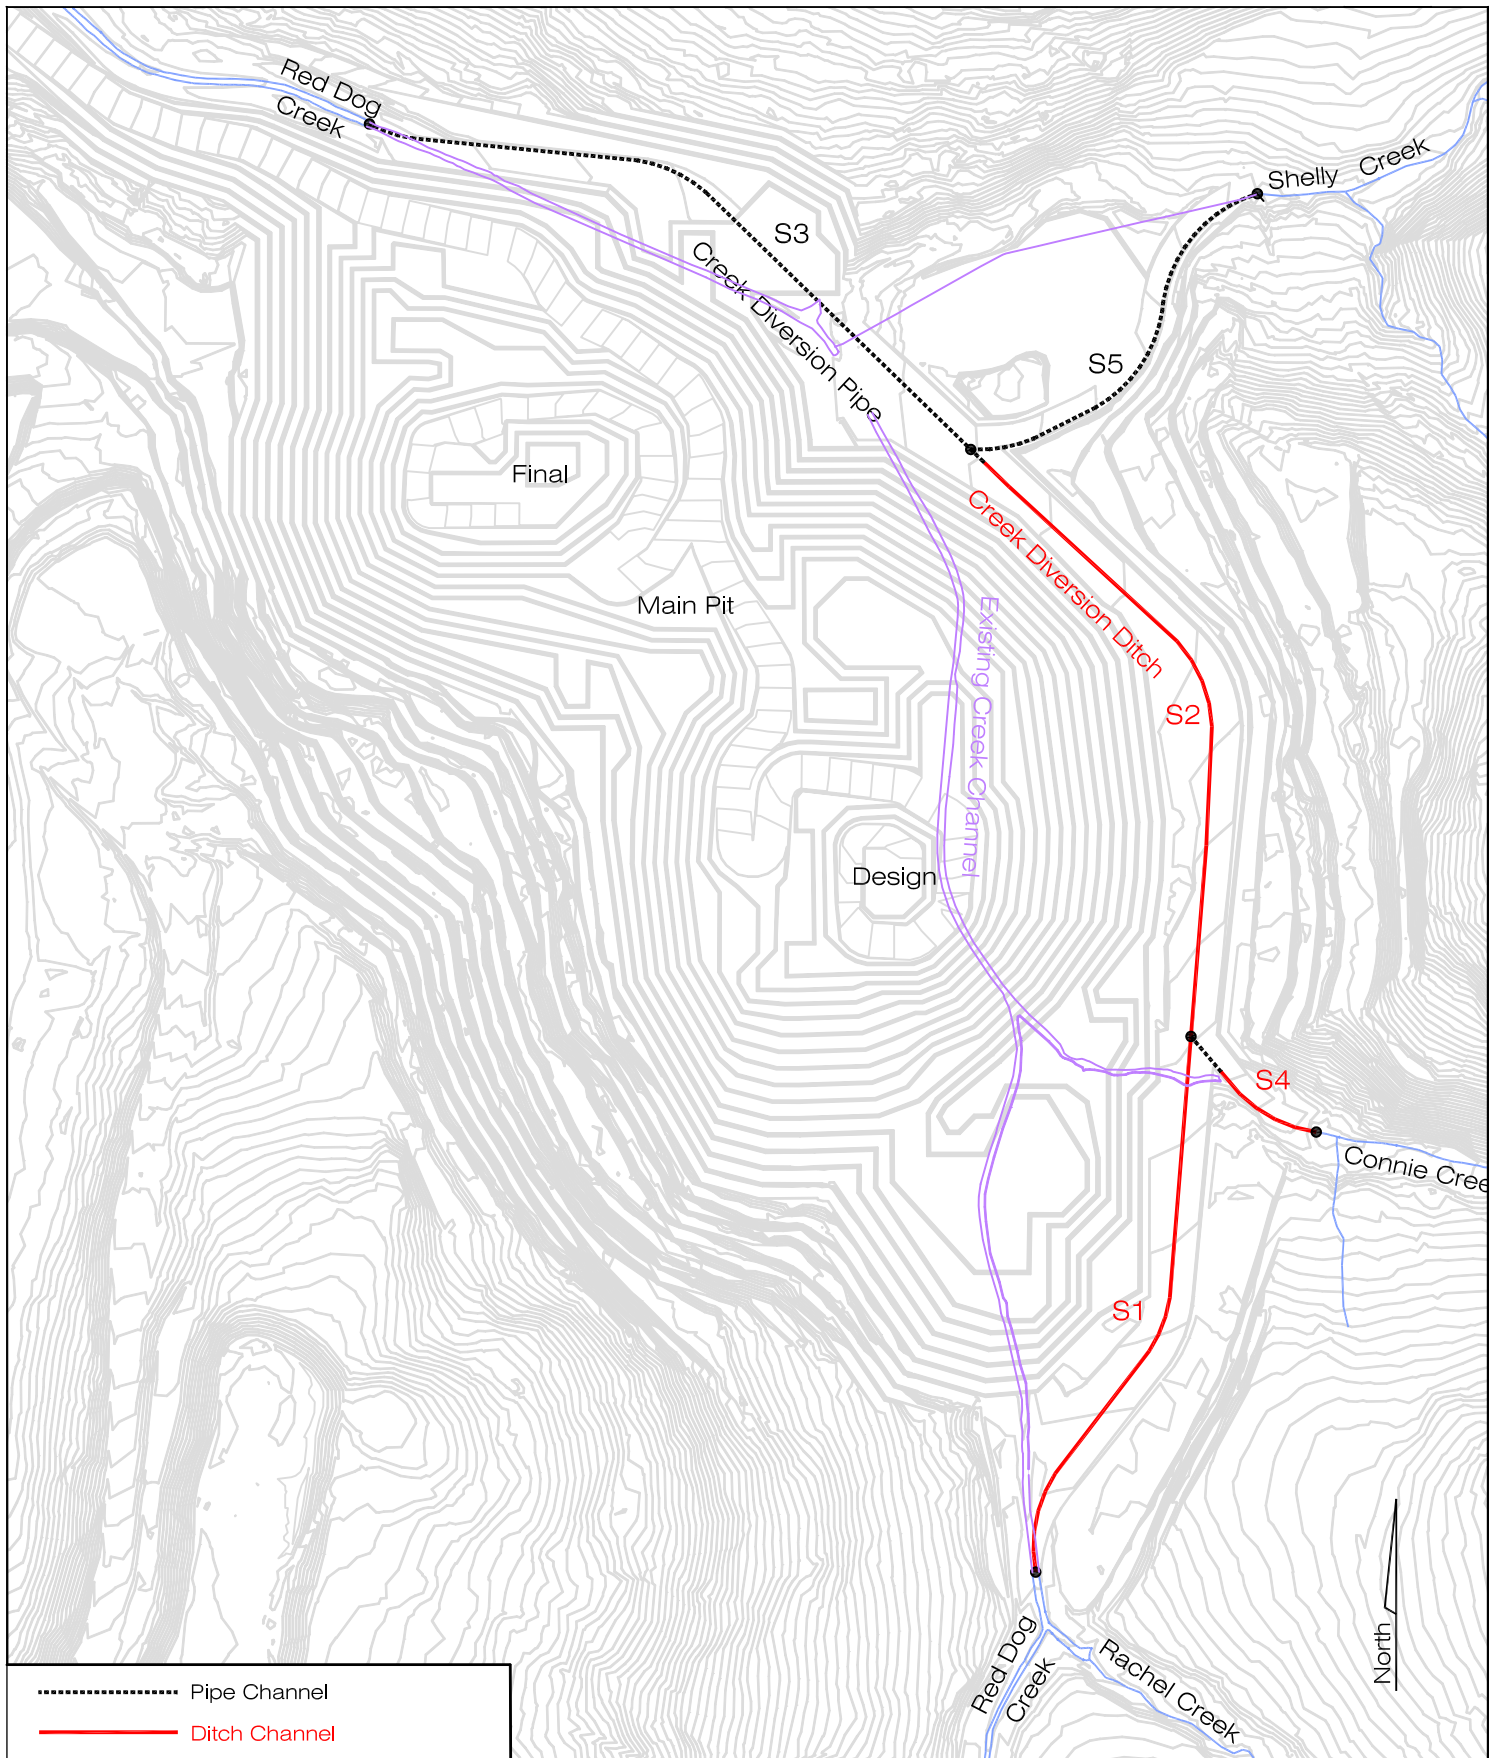 Red Dog
Creek
Shelly Creek
S3
Creek Diversion Pipe
S5
Final
Creek Diversion Ditch
Main Pit
Existing Creek Channel
S2
Design
S4
Connie Cree
S1
Red Dog
Creek
Rachel Creek
North
Pipe Channel
Ditch Channel